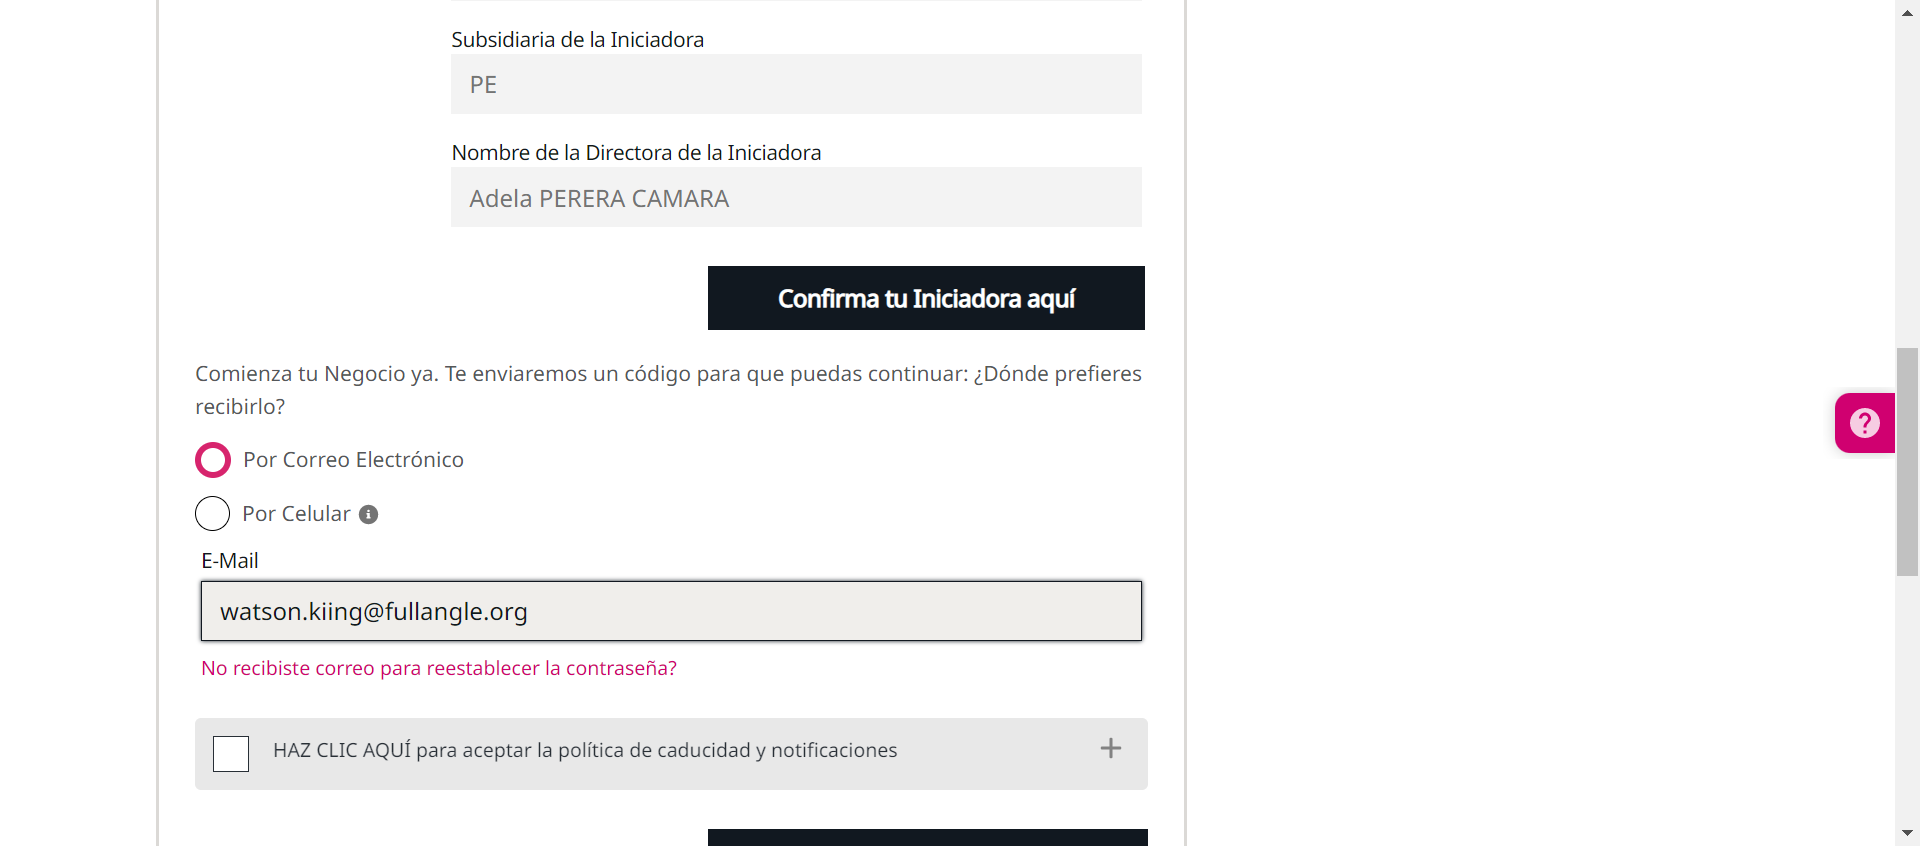 Subsidiaria de la Iniciadora
PE
Nombre de la Directora de la Iniciadora
Adela PERERA CAMARA
Confirma tu Iniciadora aquí
Comienza tu Negocio ya. Te enviaremos un código para que puedas continuar: ¿Dónde prefieres
recibirlo?
Por Correo Electrónico
Por Celular
E-Mail
watson.kiing@fullangle.org
No recibiste correo para reestablecer la contraseña?
HAZ CLIC AQUÍ para aceptar la política de caducidad y notificaciones